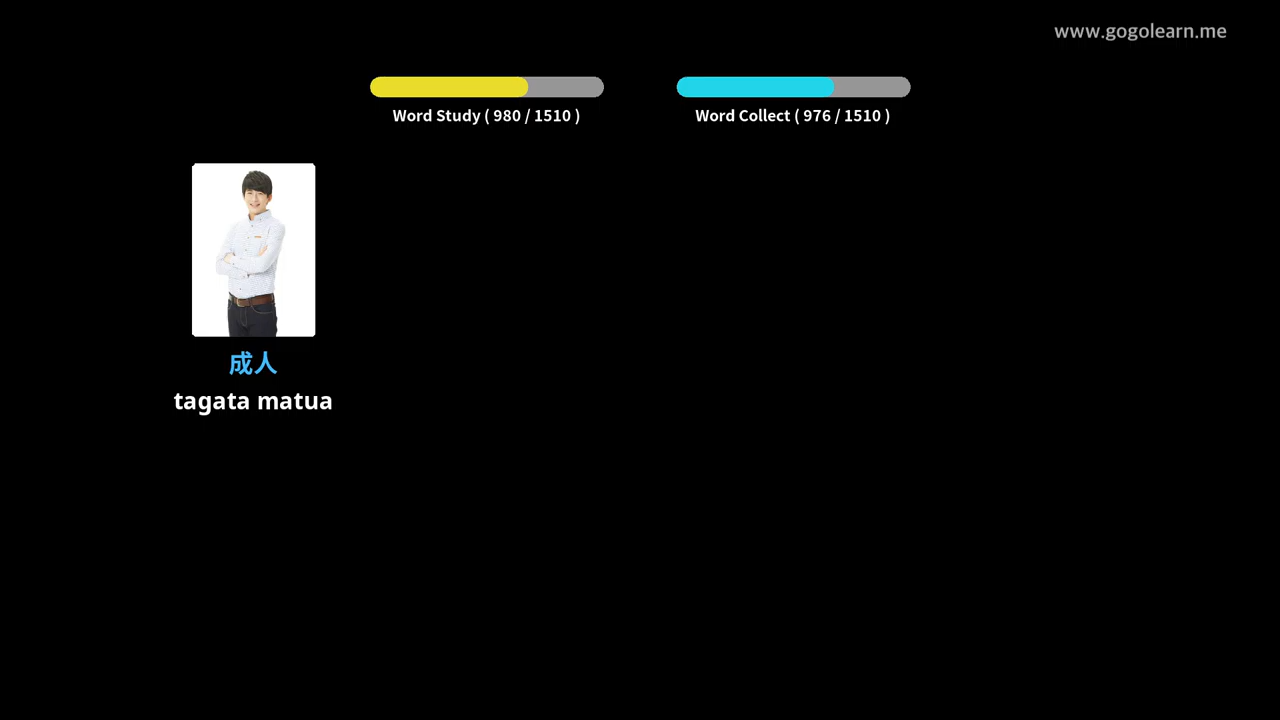 www.gogolearn.me
Word Study ( 980 / 1510 )
Word Collect ( 976 / 1510 )
成人
tagata matua